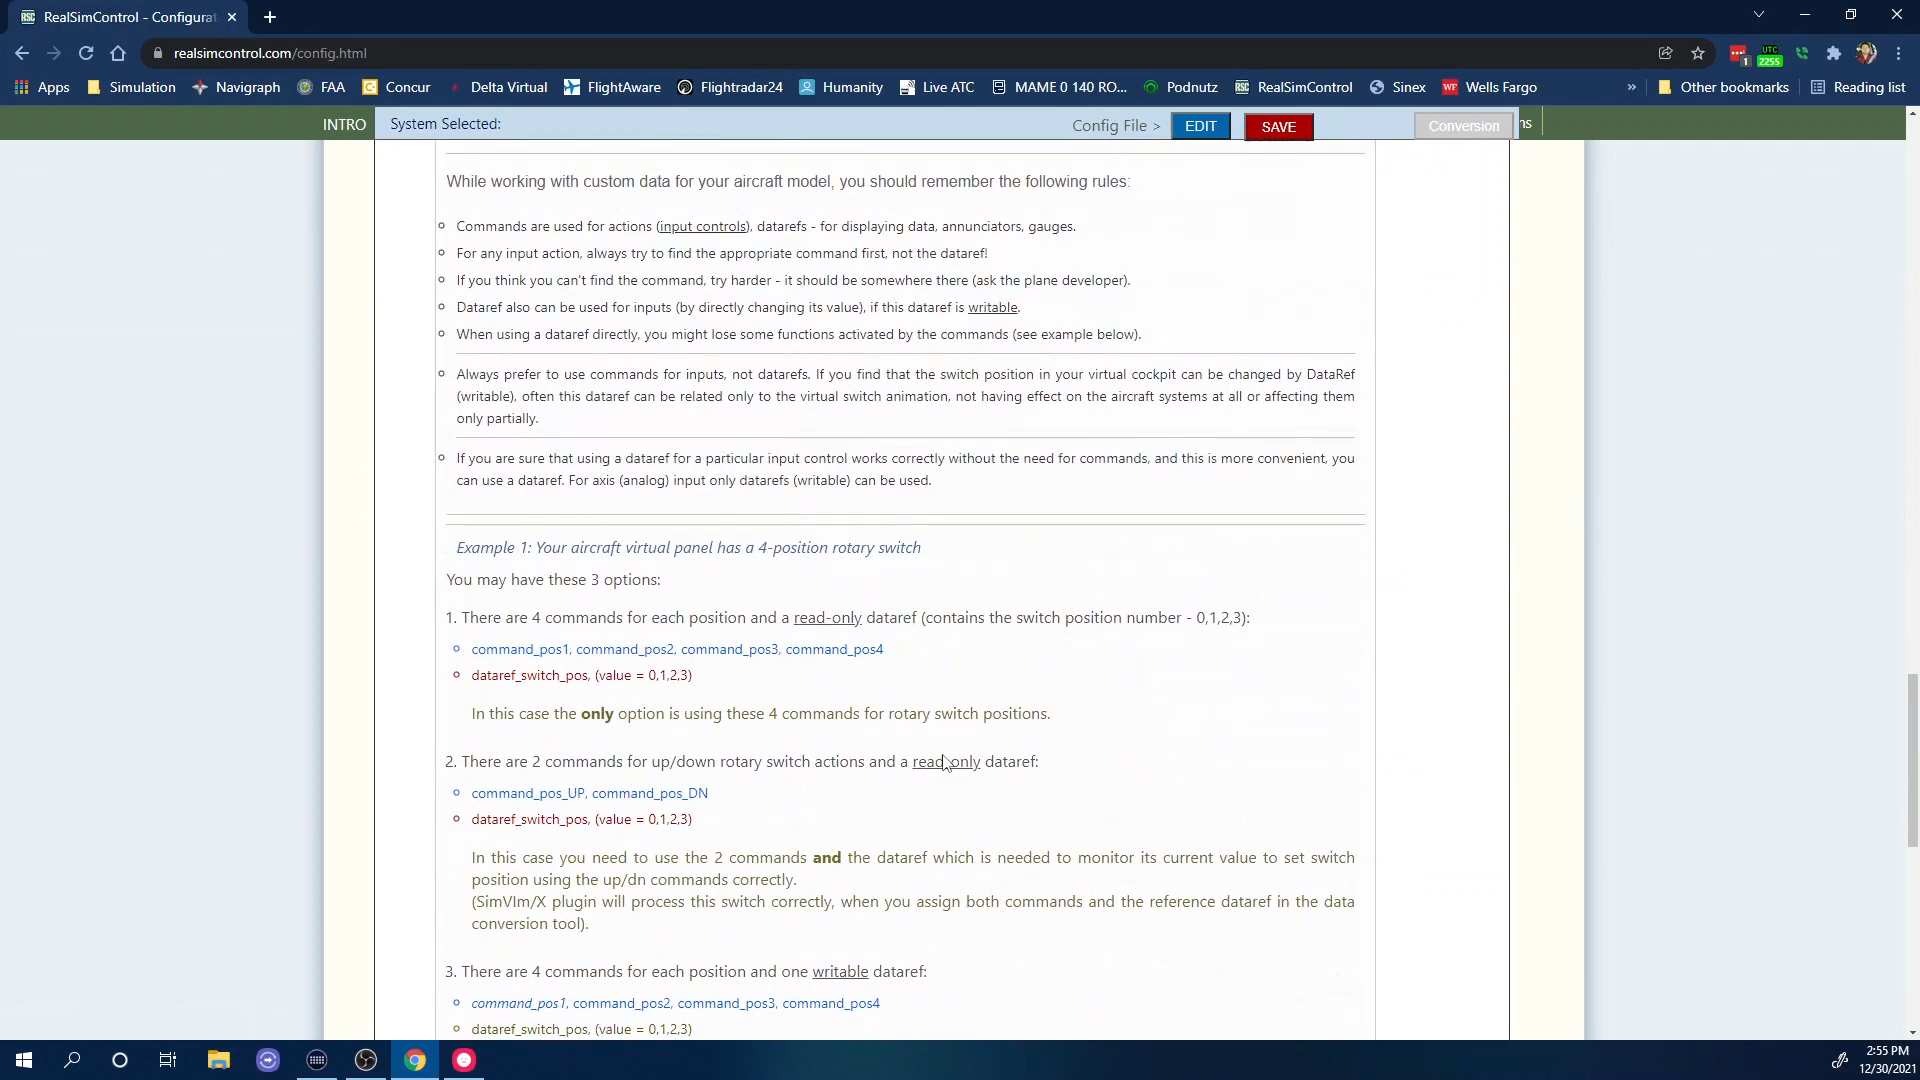 RSC RealSimControl - Configurat
realsimcontrol.com/config.html
1 UTC 2255
Apps Simulation Navigraph FAA Concur Delta Virtual FlightAware Flightradar24 Humanity Live ATC MAME 0 140 RO... Podnutz RSC RealSimControl Sinex WF Wells Fargo » Other bookmarks Reading list
INTRO System Selected: Config File > EDIT SAVE Conversion ns
While working with custom data for your aircraft model, you should remember the following rules:
Commands are used for actions (input controls), datarefs - for displaying data, annunciators, gauges.
For any input action, always try to find the appropriate command first, not the dataref!
If you think you can't find the command, try harder - it should be somewhere there (ask the plane developer).
Dataref also can be used for inputs (by directly changing its value), if this dataref is writable.
When using a dataref directly, you might lose some functions activated by the commands (see example below).
Always prefer to use commands for inputs, not datarefs. If you find that the switch position in your virtual cockpit can be changed by DataRef
(writable), often this dataref can be related only to the virtual switch animation, not having effect on the aircraft systems at all or affecting them
only partially.
If you are sure that using a dataref for a particular input control works correctly without the need for commands, and this is more convenient, you
can use a dataref. For axis (analog) input only datarefs (writable) can be used.
Example 1: Your aircraft virtual panel has a 4-position rotary switch
You may have these 3 options:
1. There are 4 commands for each position and a read-only dataref (contains the switch position number - 0,1,2,3):
command_pos1, command_pos2, command_pos3, command_pos4
dataref_switch_pos, (value = 0,1,2,3)
In this case the only option is using these 4 commands for rotary switch positions.
2. There are 2 commands for up/down rotary switch actions and a read-only dataref:
command_pos_UP, command_pos_DN
dataref_switch_pos, (value = 0,1,2,3)
In this case you need to use the 2 commands and the dataref which is needed to monitor its current value to set switch
position using the up/dn commands correctly.
(SimVIm/X plugin will process this switch correctly, when you assign both commands and the reference dataref in the data
conversion tool).
3. There are 4 commands for each position and one writable dataref:
command_pos1, command_pos2, command_pos3, command_pos4
dataref_switch_pos, (value = 0,1,2,3)
2:55 PM
12/30/2021